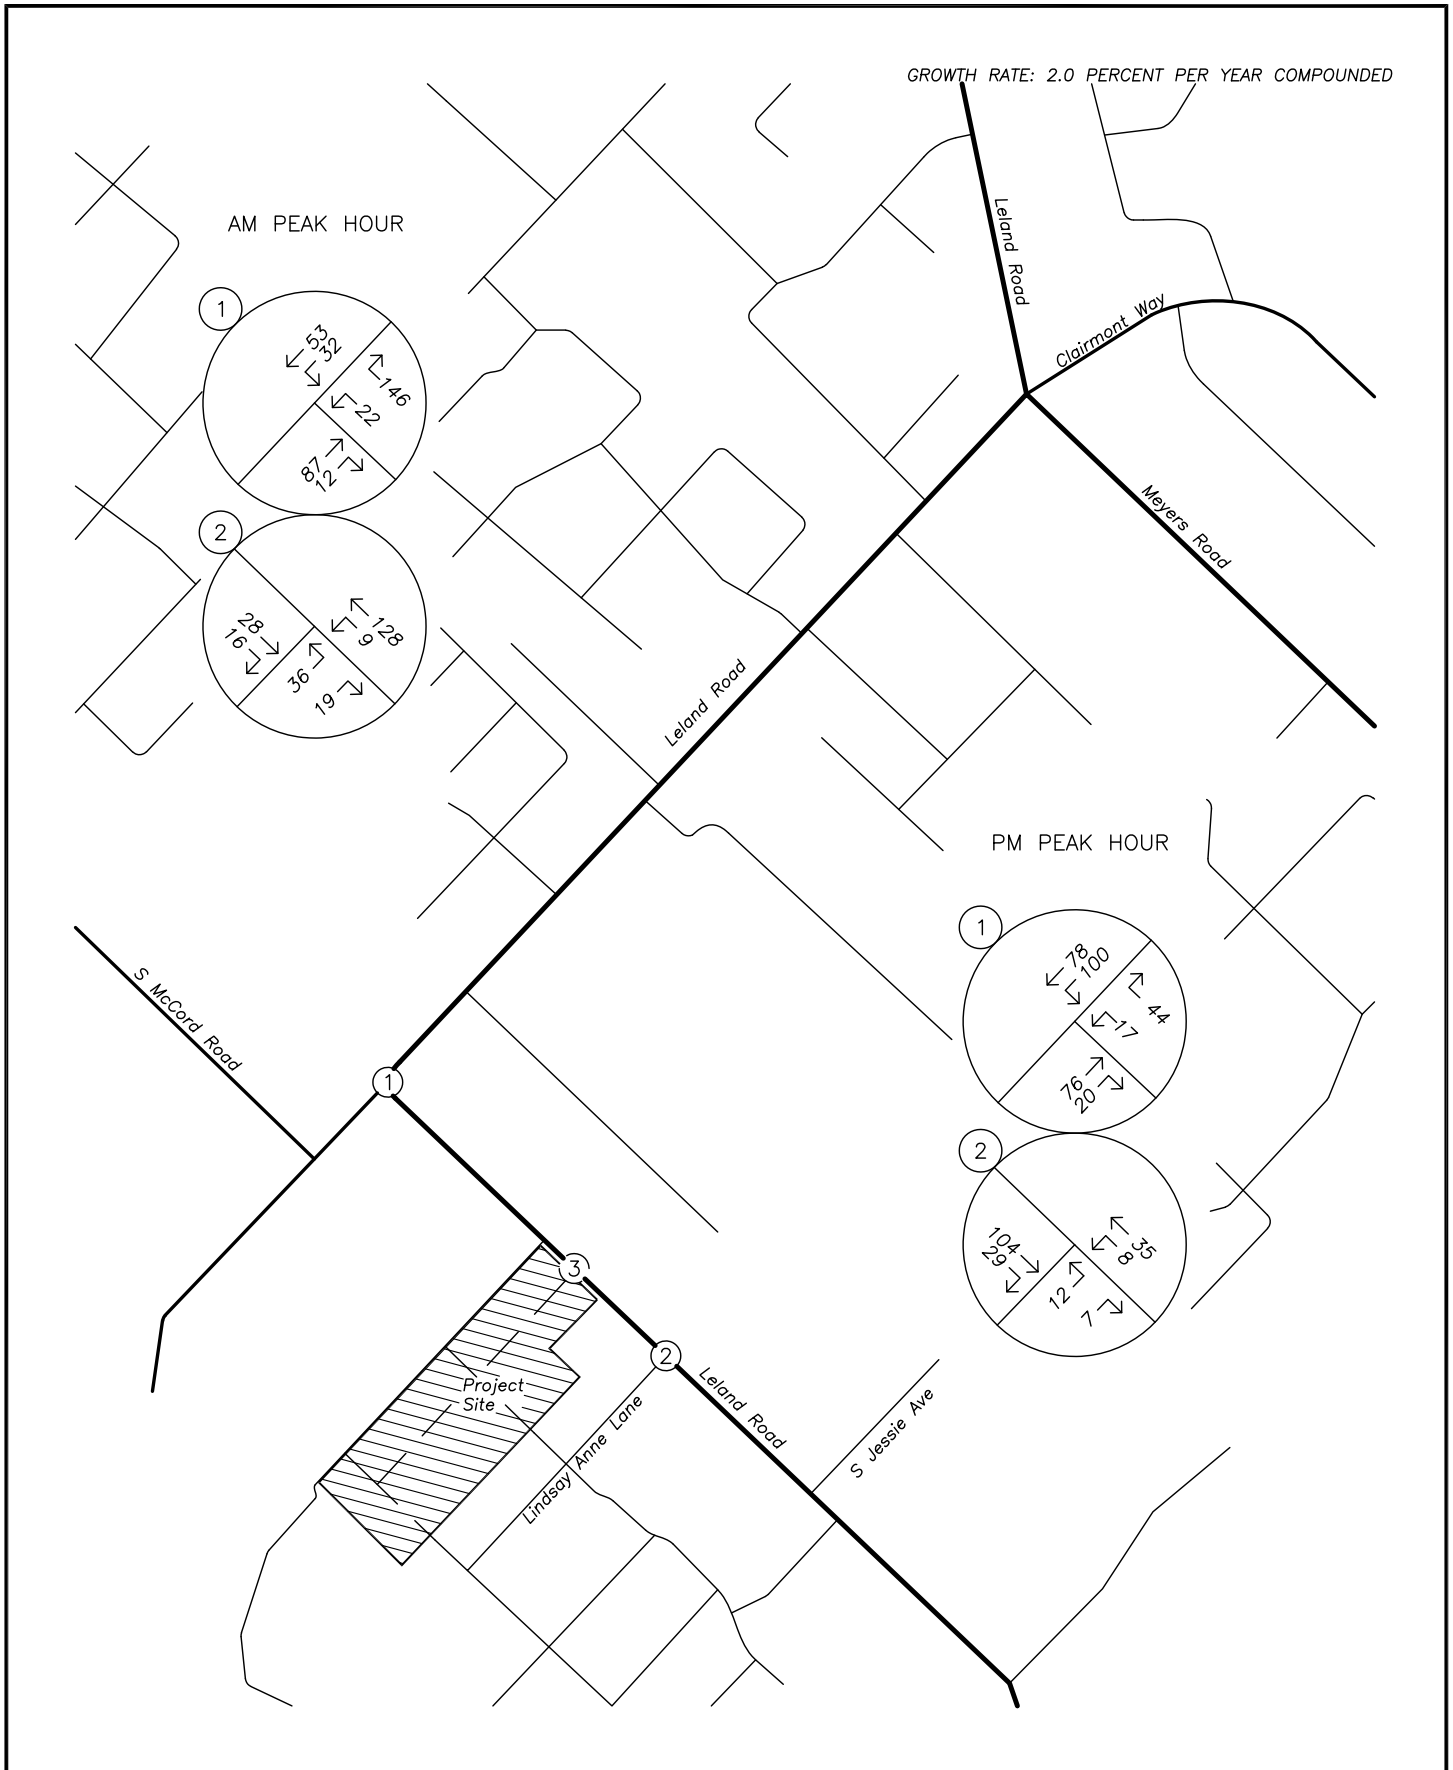 GROWTH RATE: 2.0 PERCENT PER YEAR COMPOUNDED
Leland Road
AM PEAK HOUR
1
53
32
146
22
87
12
Clairmont Way
2
28
16
128
9
36
19
Meyers Road
Leland Road
PM PEAK HOUR
1
78
100
44
17
76
20
S McCord Road
1
2
104
29
35
8
12
7
3
2
Project
Site
Leland Road
Lindsay Anne Lane
S Jessie Ave